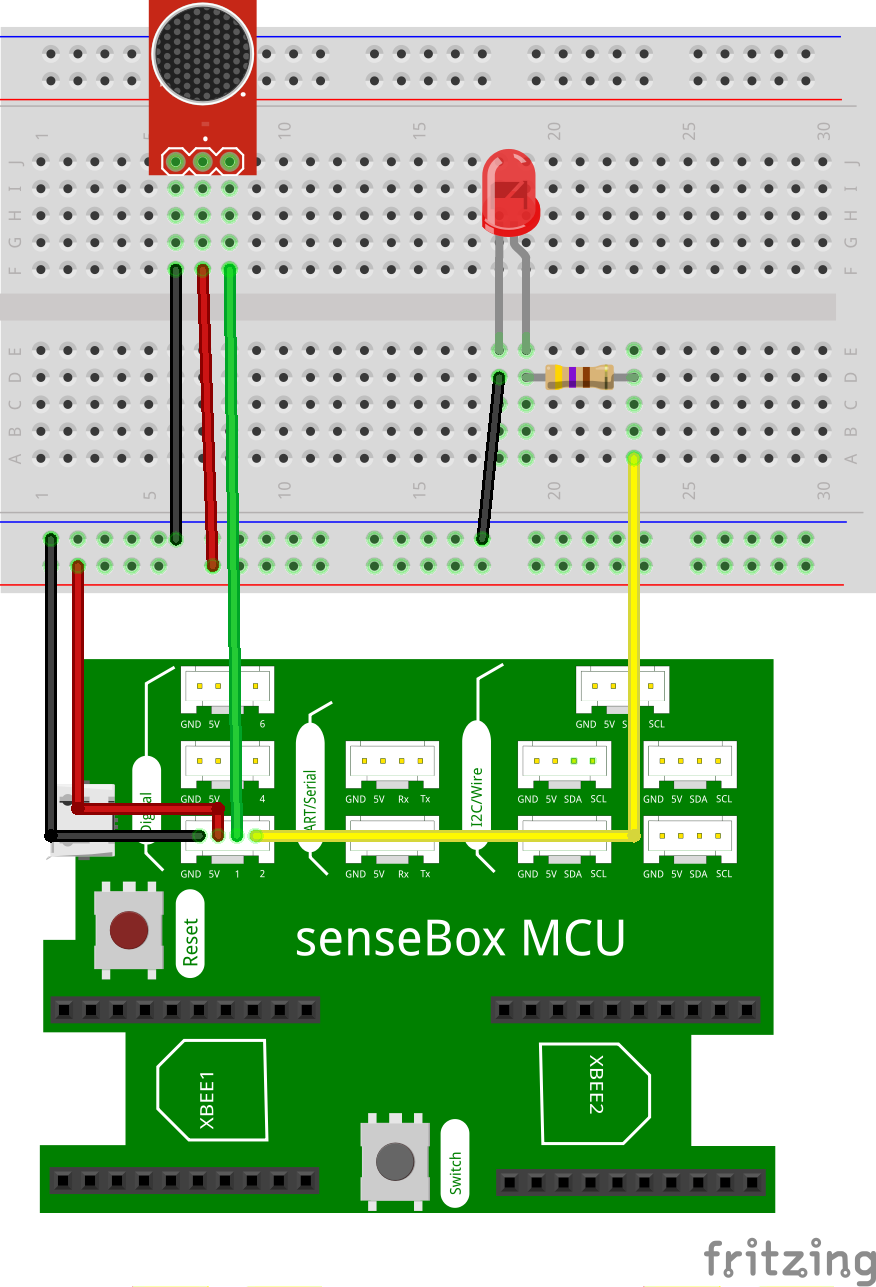 1 5 10 15 20 25 30
J J
I I
H H
G G
F F
E E
D D
C C
B B
A A
1 5 10 15 20 25 30
GND 5V 6
GND 5V SCL
GND 5V 4
GND 5V Rx Tx
GND 5V SDA SCL
GND 5V SDA SCL
Digital
ART/Serial
I2C/Wire
GND 5V 1 2
GND 5V Rx Tx
GND 5V SDA SCL
GND 5V SDA SCL
Reset
senseBox MCU
XBEE1
XBEE2
Switch
fritzing